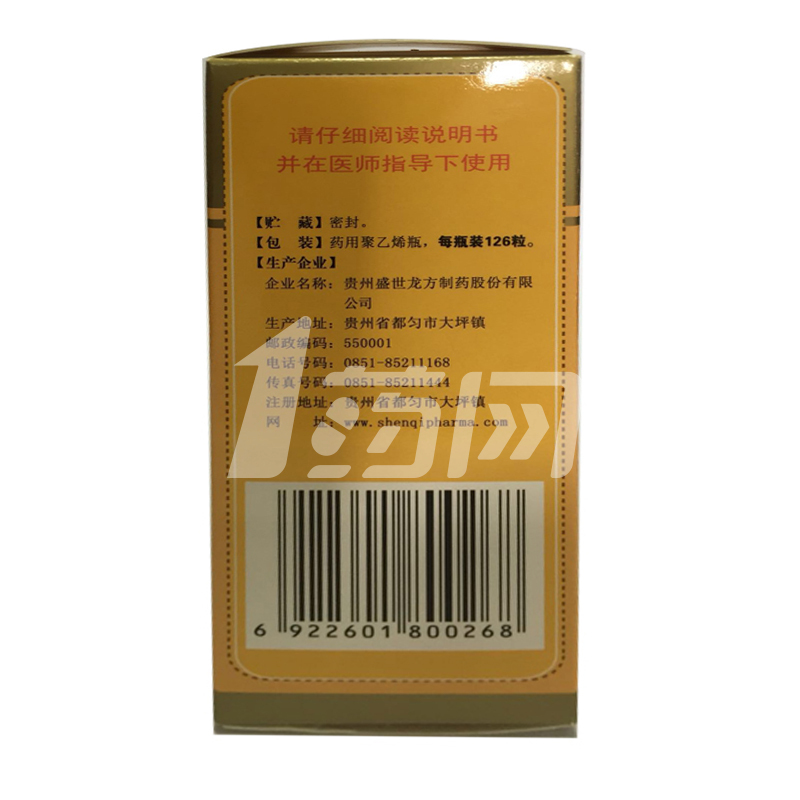 请仔细阅读说明书
并在医师指导下使用
【贮　藏】密封。
【包　装】药用聚乙烯瓶，每瓶装126粒。
【生产企业】
企业名称：贵州盛世龙方制药股份有限
公司
生产地址：贵州省都匀市大坪镇
邮政编码：550001
电话号码：0851-85211168
传真号码：0851-85211444
注册地址：贵州省都匀市大坪镇
网　　址：www.shenqipharma.com
1药网
6 922601 800268